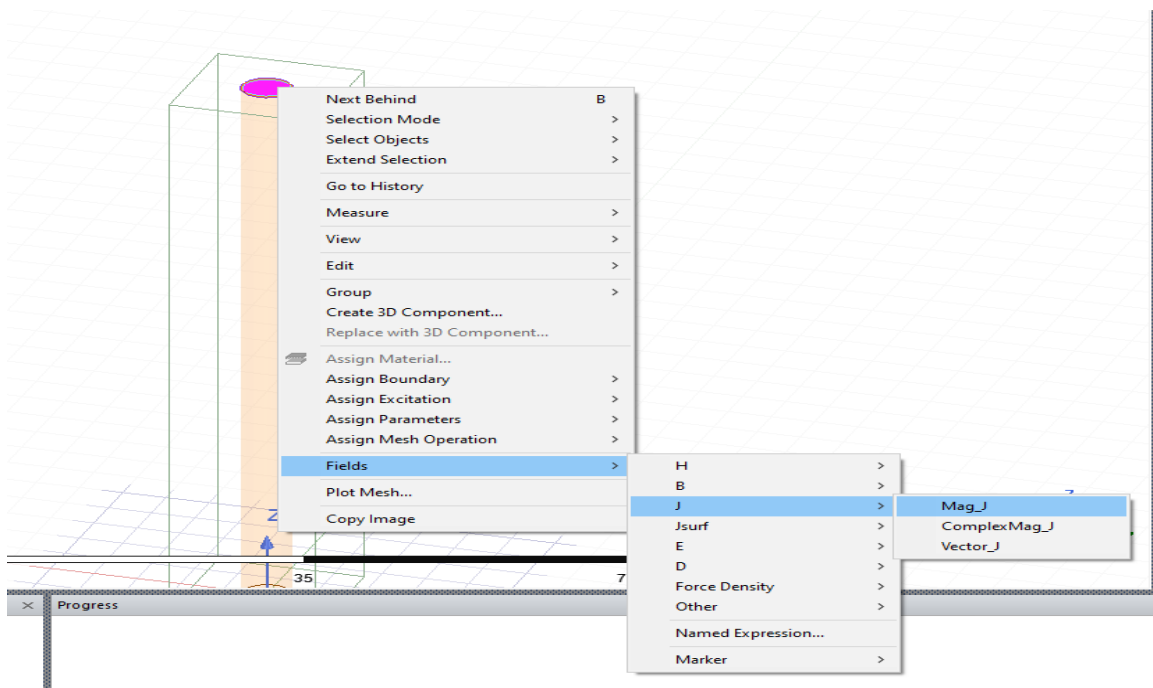 Next Behind B
Selection Mode >
Select Objects >
Extend Selection >
Go to History
Measure >
View >
Edit >
Group >
Create 3D Component...
Replace with 3D Component...
Assign Material...
Assign Boundary >
Assign Excitation >
Assign Parameters >
Assign Mesh Operation >
Fields >
Plot Mesh...
Copy Image
H >
B >
J >
Jsurf >
E >
D >
Force Density >
Other >
Named Expression...
Marker >
Mag_J
ComplexMag_J
Vector_J
Z
35
7
× Progress